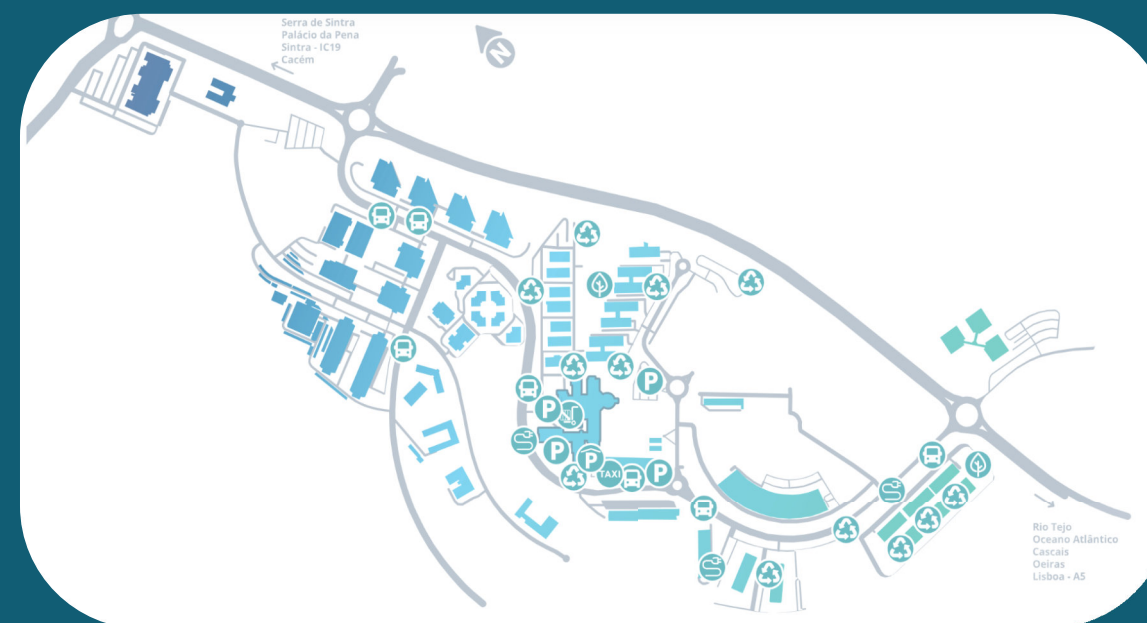 Serra de Sintra
Palácio da Pena
Sintra - IC19
Cacém
N
P
P
P
P
TAXI
P
Rio Tejo
Oceano Atlântico
Cascais
Oeiras
Lisboa - A5